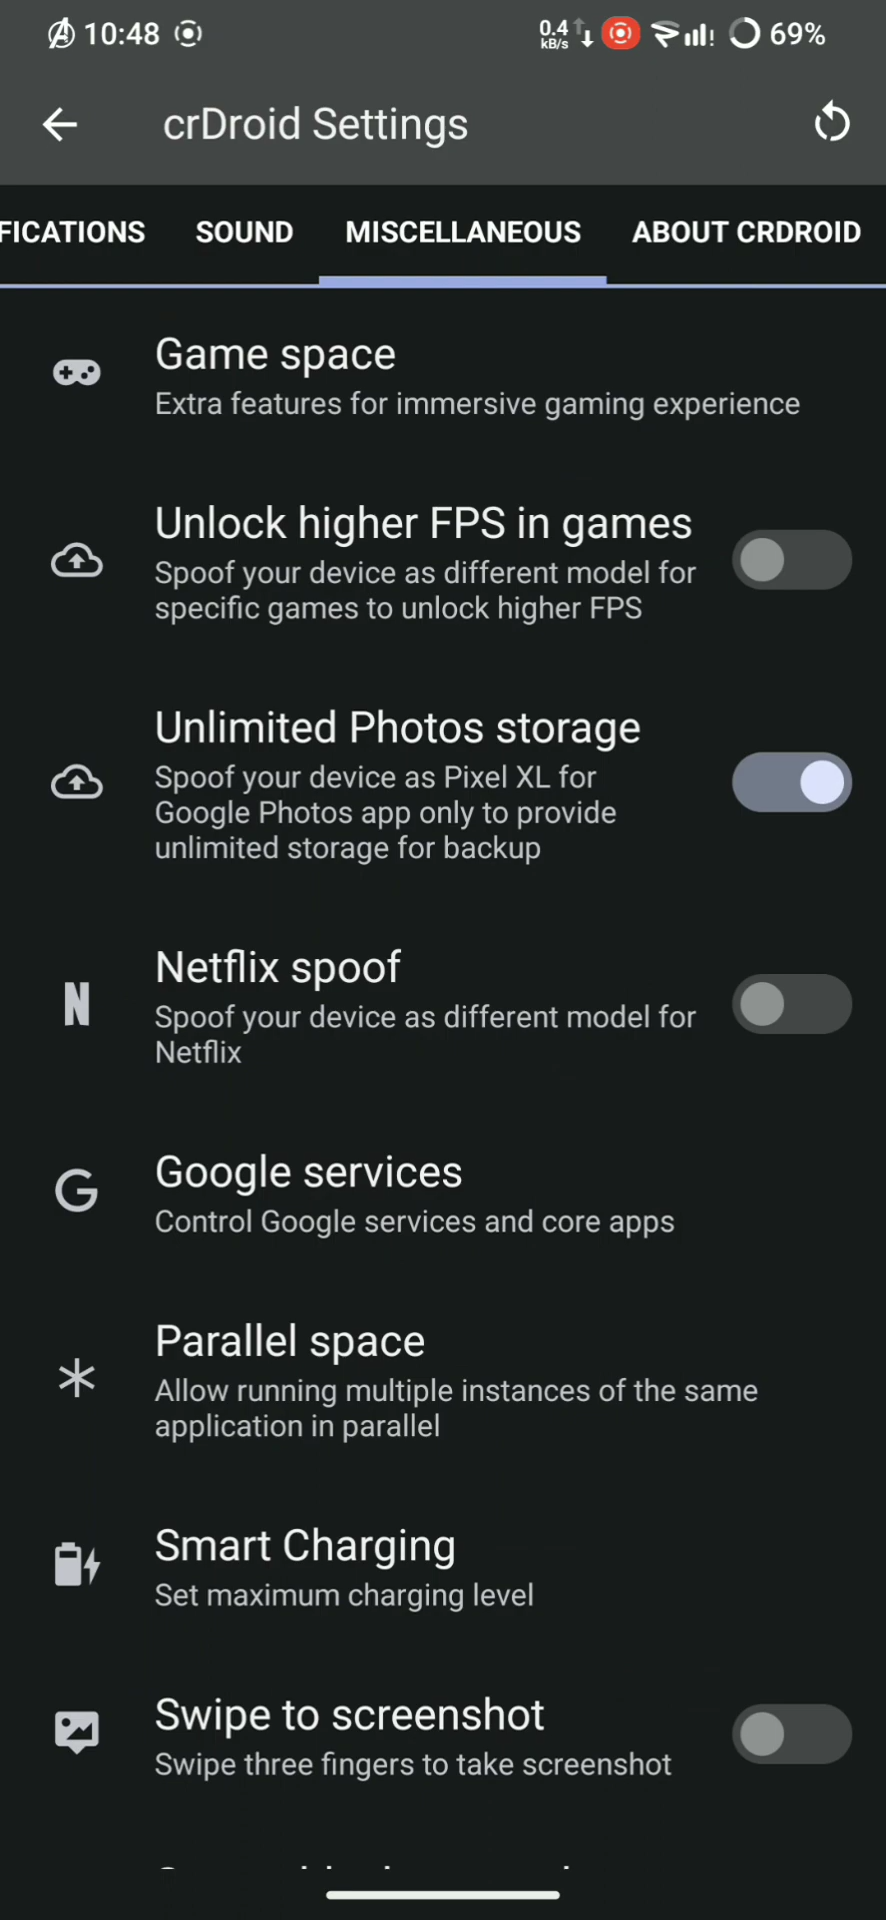 10:48
0.4
kB/s
69%
crDroid Settings
FICATIONS
SOUND
MISCELLANEOUS
ABOUT CRDROID
Game space
Extra features for immersive gaming experience
Unlock higher FPS in games
Spoof your device as different model for
specific games to unlock higher FPS
Unlimited Photos storage
Spoof your device as Pixel XL for
Google Photos app only to provide
unlimited storage for backup
Netflix spoof
Spoof your device as different model for
Netflix
Google services
Control Google services and core apps
Parallel space
Allow running multiple instances of the same
application in parallel
Smart Charging
Set maximum charging level
Swipe to screenshot
Swipe three fingers to take screenshot